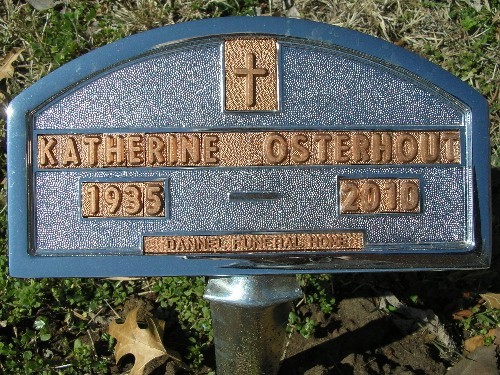 KATHERINE OSTERHOUT
1935 — 2010
DANNEL FUNERAL HOME